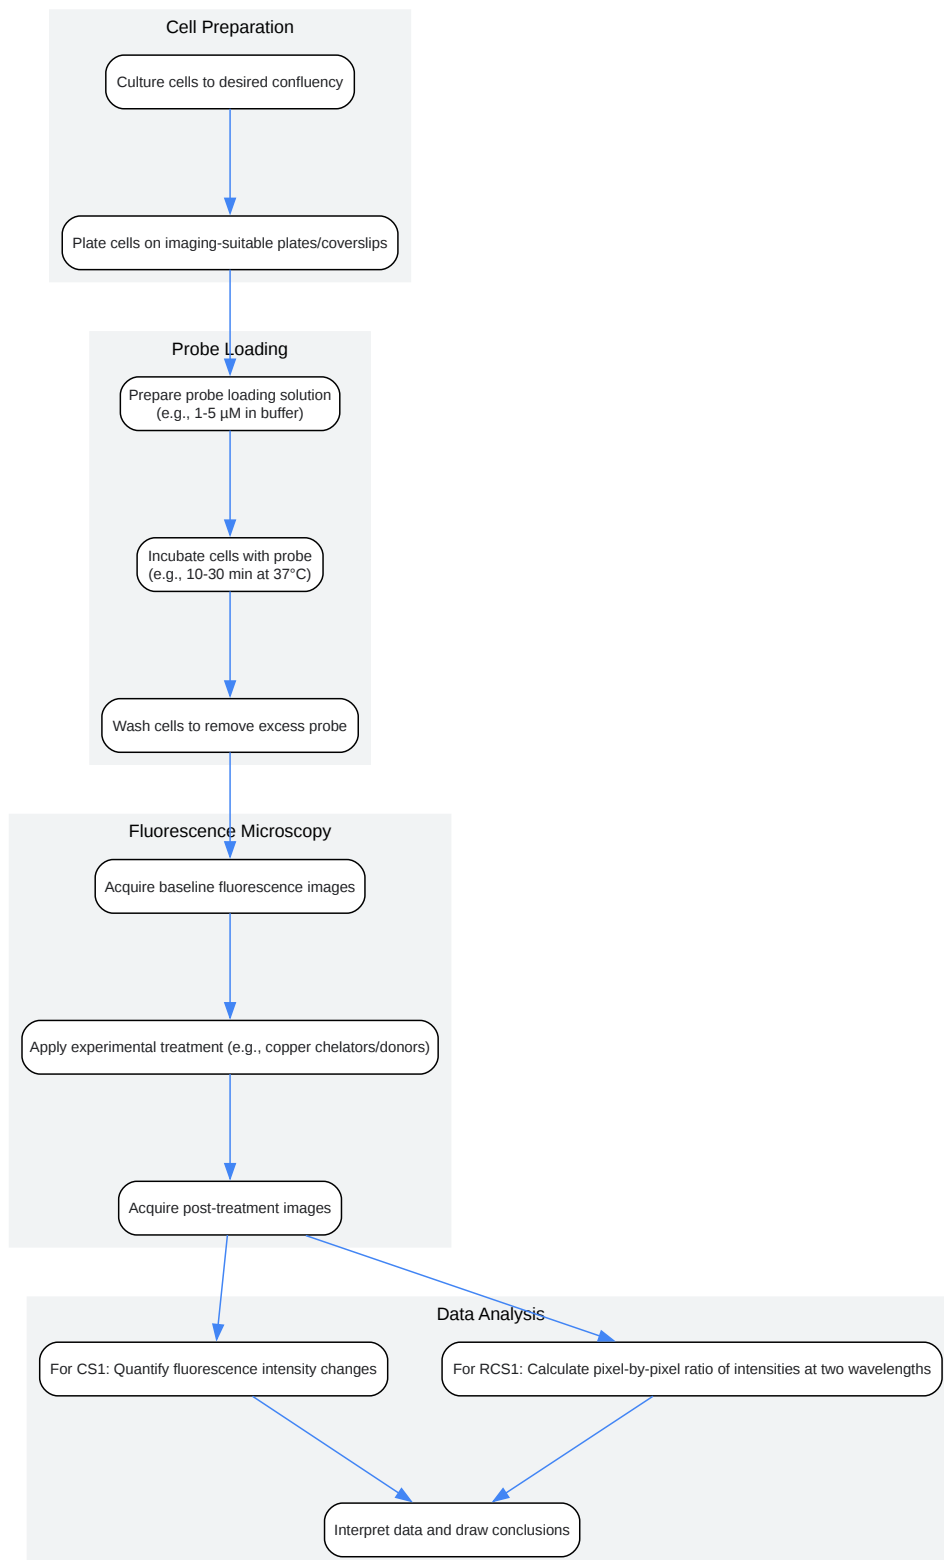 Cell Preparation
Culture cells to desired confluency
Plate cells on imaging-suitable plates/coverslips
Probe Loading
Prepare probe loading solution
(e.g., 1-5 µM in buffer)
Incubate cells with probe
(e.g., 10-30 min at 37°C)
Wash cells to remove excess probe
Fluorescence Microscopy
Acquire baseline fluorescence images
Apply experimental treatment (e.g., copper chelators/donors)
Acquire post-treatment images
Data Analysis
For CS1: Quantify fluorescence intensity changes
For RCS1: Calculate pixel-by-pixel ratio of intensities at two wavelengths
Interpret data and draw conclusions